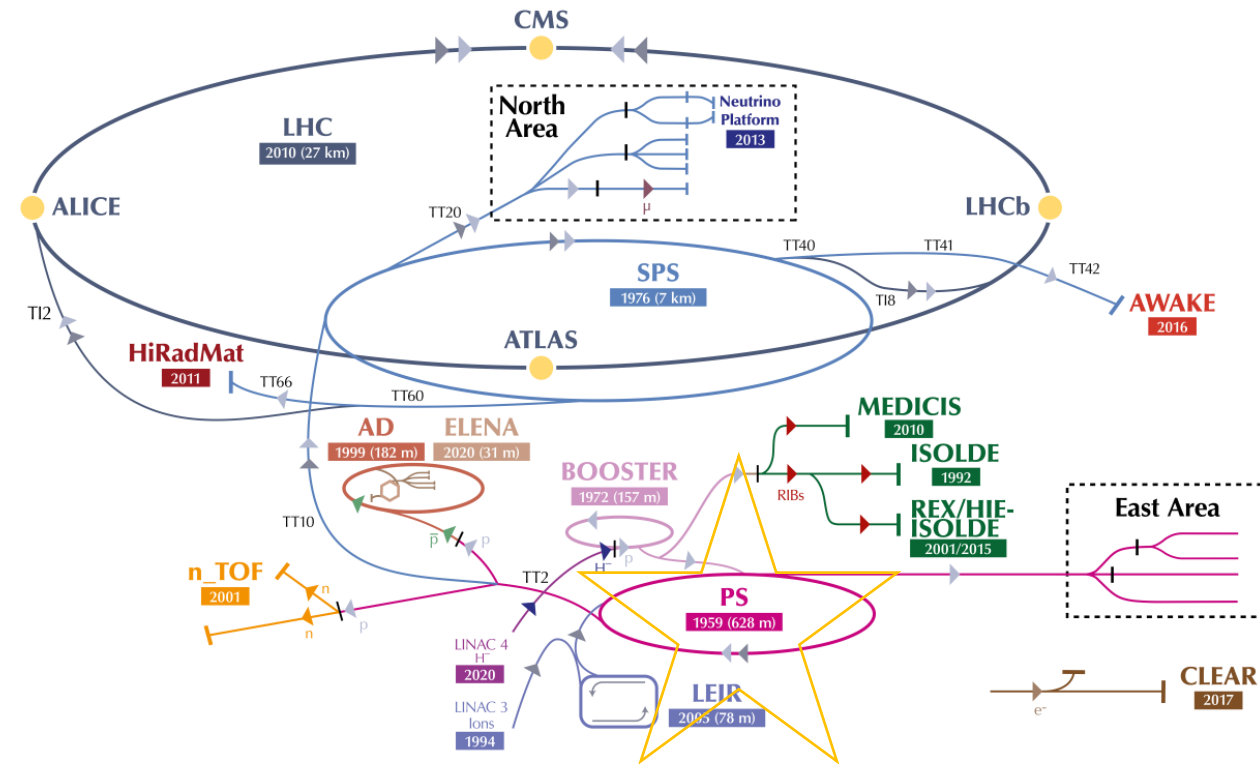 CMS
North
Area
Neutrino
Platform
2013
LHC
2010 (27 km)
μ
ALICE
LHCb
TT20
TT40
TT41
TT42
SPS
1976 (7 km)
TI8
TI2
AWAKE
2016
ATLAS
HiRadMat
2011
TT66
TT60
MEDICIS
2010
AD
1999 (182 m)
ELENA
2020 (31 m)
BOOSTER
1972 (157 m)
ISOLDE
1992
RIBs
REX/HIE-
ISOLDE
2001/2015
East Area
TT10
p
p̅
p
H⁻
TT2
n_TOF
2001
n
n
p
PS
1959 (628 m)
LINAC 4
H⁻
2020
LEIR
2005 (78 m)
LINAC 3
Ions
1994
CLEAR
2017
e⁻